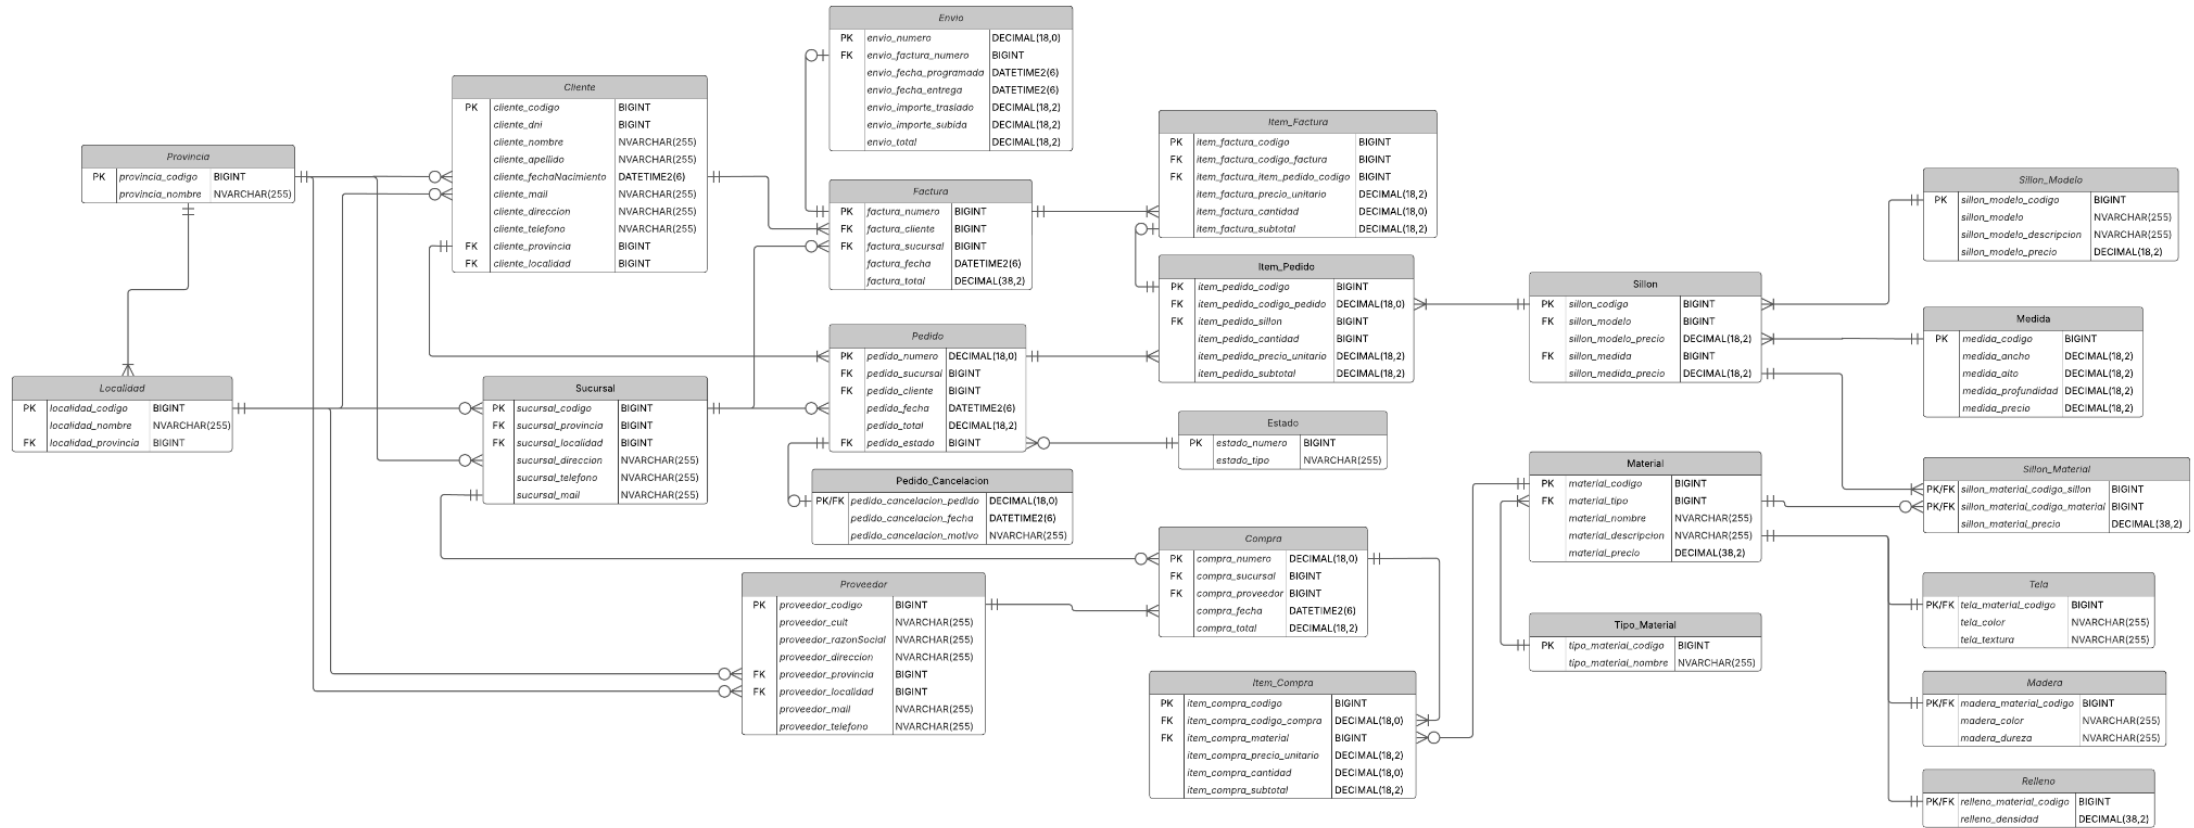 Envio
PK envio_numero DECIMAL(18,0)
FK envio_factura_numero BIGINT
envio_fecha_programada DATETIME2(6)
envio_fecha_entrega DATETIME2(6)
envio_importe_traslado DECIMAL(18,2)
envio_importe_subida DECIMAL(18,2)
envio_total DECIMAL(18,2)
Cliente
PK cliente_codigo BIGINT
cliente_dni BIGINT
cliente_nombre NVARCHAR(255)
cliente_apellido NVARCHAR(255)
cliente_fechaNacimiento DATETIME2(6)
cliente_mail NVARCHAR(255)
cliente_direccion NVARCHAR(255)
cliente_telefono NVARCHAR(255)
FK cliente_provincia BIGINT
FK cliente_localidad BIGINT
Provincia
PK provincia_codigo BIGINT
provincia_nombre NVARCHAR(255)
Factura
PK factura_numero BIGINT
FK factura_cliente BIGINT
FK factura_sucursal BIGINT
factura_fecha DATETIME2(6)
factura_total DECIMAL(38,2)
Item_Factura
PK item_factura_codigo BIGINT
FK item_factura_codigo_factura BIGINT
FK item_factura_item_pedido_codigo BIGINT
item_factura_precio_unitario DECIMAL(18,2)
item_factura_cantidad DECIMAL(18,0)
item_factura_subtotal DECIMAL(18,2)
Item_Pedido
PK item_pedido_codigo BIGINT
FK item_pedido_codigo_pedido DECIMAL(18,0)
FK item_pedido_sillon BIGINT
item_pedido_cantidad BIGINT
item_pedido_precio_unitario DECIMAL(18,2)
item_pedido_subtotal DECIMAL(18,2)
Sillon
PK sillon_codigo BIGINT
FK sillon_modelo BIGINT
sillon_modelo_precio DECIMAL(18,2)
FK sillon_medida BIGINT
sillon_medida_precio DECIMAL(18,2)
Sillon_Modelo
PK sillon_modelo_codigo BIGINT
sillon_modelo NVARCHAR(255)
sillon_modelo_descripcion NVARCHAR(255)
sillon_modelo_precio DECIMAL(18,2)
Medida
PK medida_codigo BIGINT
medida_ancho DECIMAL(18,2)
medida_alto DECIMAL(18,2)
medida_profundidad DECIMAL(18,2)
medida_precio DECIMAL(18,2)
Pedido
PK pedido_numero DECIMAL(18,0)
FK pedido_sucursal BIGINT
FK pedido_cliente BIGINT
pedido_fecha DATETIME2(6)
pedido_total DECIMAL(18,2)
FK pedido_estado BIGINT
Localidad
PK localidad_codigo BIGINT
localidad_nombre NVARCHAR(255)
FK localidad_provincia BIGINT
Sucursal
PK sucursal_codigo BIGINT
FK sucursal_provincia BIGINT
FK sucursal_localidad BIGINT
sucursal_direccion NVARCHAR(255)
sucursal_telefono NVARCHAR(255)
sucursal_mail NVARCHAR(255)
Estado
PK estado_numero BIGINT
estado_tipo NVARCHAR(255)
Pedido_Cancelacion
PK/FK pedido_cancelacion_pedido DECIMAL(18,0)
pedido_cancelacion_fecha DATETIME2(6)
pedido_cancelacion_motivo NVARCHAR(255)
Material
PK material_codigo BIGINT
FK material_tipo BIGINT
material_nombre NVARCHAR(255)
material_descripcion NVARCHAR(255)
material_precio DECIMAL(38,2)
Sillon_Material
PK/FK sillon_material_codigo_sillon BIGINT
PK/FK sillon_material_codigo_material BIGINT
sillon_material_precio DECIMAL(38,2)
Compra
PK compra_numero DECIMAL(18,0)
FK compra_sucursal BIGINT
FK compra_proveedor BIGINT
compra_fecha DATETIME2(6)
compra_total DECIMAL(18,2)
Proveedor
PK proveedor_codigo BIGINT
proveedor_cuit NVARCHAR(255)
proveedor_razonSocial NVARCHAR(255)
proveedor_direccion NVARCHAR(255)
FK proveedor_provincia BIGINT
FK proveedor_localidad BIGINT
proveedor_mail NVARCHAR(255)
proveedor_telefono NVARCHAR(255)
Tipo_Material
PK tipo_material_codigo BIGINT
tipo_material_nombre NVARCHAR(255)
Tela
PK/FK tela_material_codigo BIGINT
tela_color NVARCHAR(255)
tela_textura NVARCHAR(255)
Item_Compra
PK item_compra_codigo BIGINT
FK item_compra_codigo_compra DECIMAL(18,0)
FK item_compra_material BIGINT
item_compra_precio_unitario DECIMAL(18,2)
item_compra_cantidad DECIMAL(18,0)
item_compra_subtotal DECIMAL(18,2)
Madera
PK/FK madera_material_codigo BIGINT
madera_color NVARCHAR(255)
madera_dureza NVARCHAR(255)
Relleno
PK/FK relleno_material_codigo BIGINT
relleno_densidad DECIMAL(38,2)